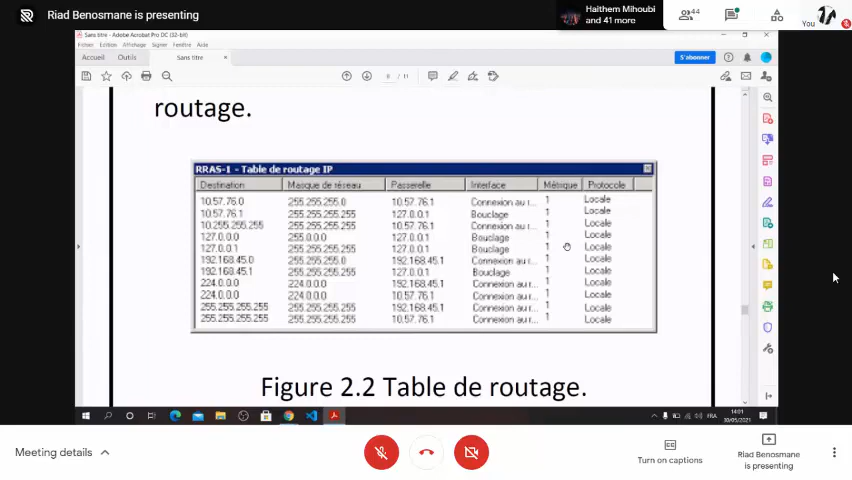 Riad Benosmane is presenting
Haithem Mihoubi
and 41 more
44
You
Sans titre - Adobe Acrobat Pro DC (32-bit)
Fichier Edition Affichage Signer Fenêtre Aide
Accueil Outils Sans titre ×
S'abonner
8 / 11
routage.
RRAS-1 - Table de routage IP
Destination Masque de réseau Passerelle Interface Métrique Protocole
10.57.76.0 255.255.255.0 10.57.76.1 Connexion au r... 1 Locale
10.57.76.1 255.255.255.255 127.0.0.1 Bouclage 1 Locale
10.255.255.255 255.255.255.255 10.57.76.1 Connexion au r... 1 Locale
127.0.0.0 255.0.0.0 127.0.0.1 Bouclage 1 Locale
127.0.0.1 255.255.255.255 127.0.0.1 Bouclage 1 Locale
192.168.45.0 255.255.255.0 192.168.45.1 Connexion au r... 1 Locale
192.168.45.1 255.255.255.255 127.0.0.1 Bouclage 1 Locale
224.0.0.0 224.0.0.0 192.168.45.1 Connexion au r... 1 Locale
224.0.0.0 224.0.0.0 10.57.76.1 Connexion au r... 1 Locale
255.255.255.255 255.255.255.255 192.168.45.1 Connexion au r... 1 Locale
255.255.255.255 255.255.255.255 10.57.76.1 Connexion au r... 1 Locale
Figure 2.2 Table de routage.
FRA
14:01
30/05/2021
Meeting details
Turn on captions
Riad Benosmane
is presenting